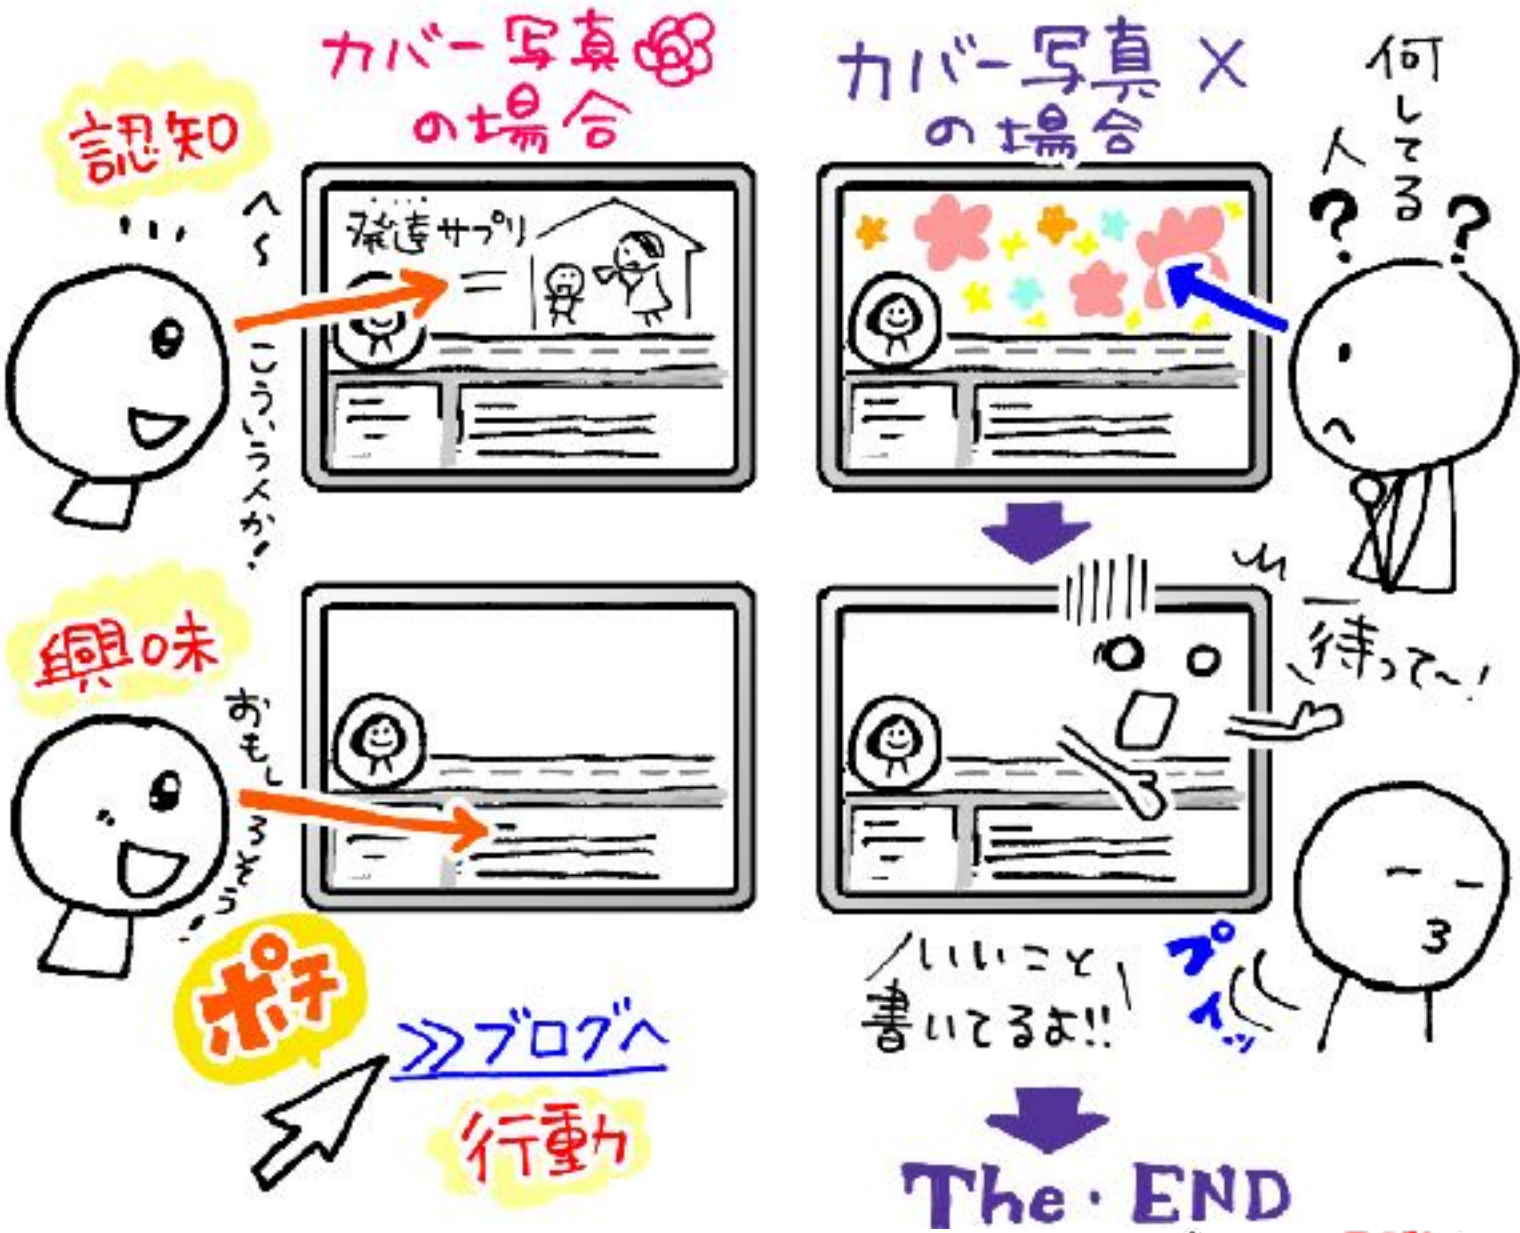 カバー写真
の場合
認知
へ～こういう人か!
発達サプリ
興味
おもしろそう!
ポチ
≫ブログへ
行動
カバー写真 ×
の場合
何してる
人
? ?
待って～!
いいこと
書いてるよ!!
プイッ
The・END